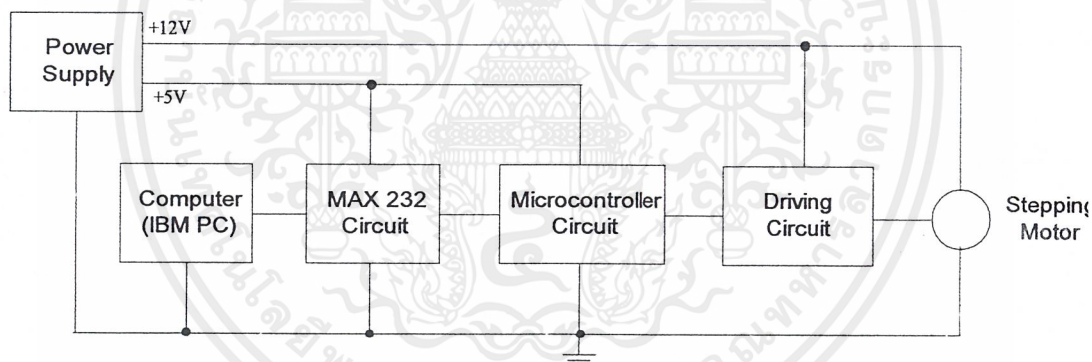 +12V
Power
Supply
+5V
Computer
(IBM PC)
MAX 232
Circuit
Microcontroller
Circuit
Driving
Circuit
Stepping
Motor